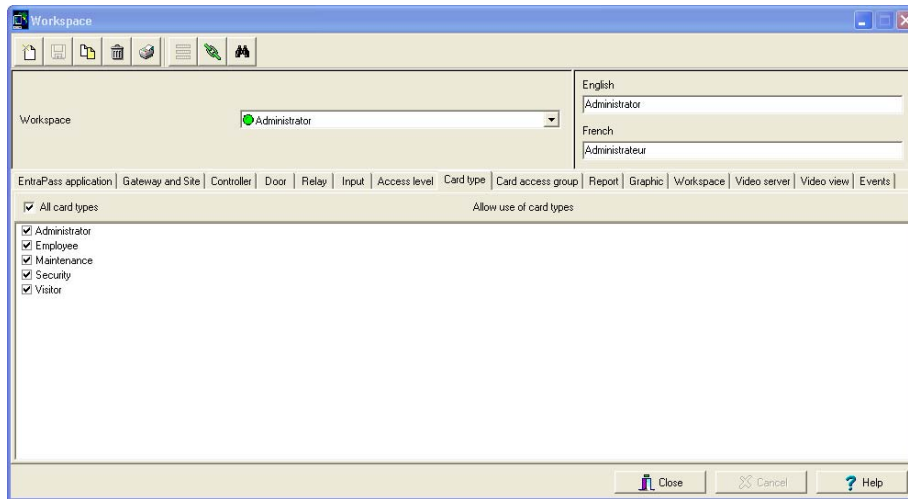 Workspace
English
Administrator
Workspace
Administrator
French
Administrateur
EntraPass application Gateway and Site Controller Door Relay Input Access level Card type Card access group Report Graphic Workspace Video server Video view Events
All card types Allow use of card types
Administrator
Employee
Maintenance
Security
Visitor
Close Cancel ? Help